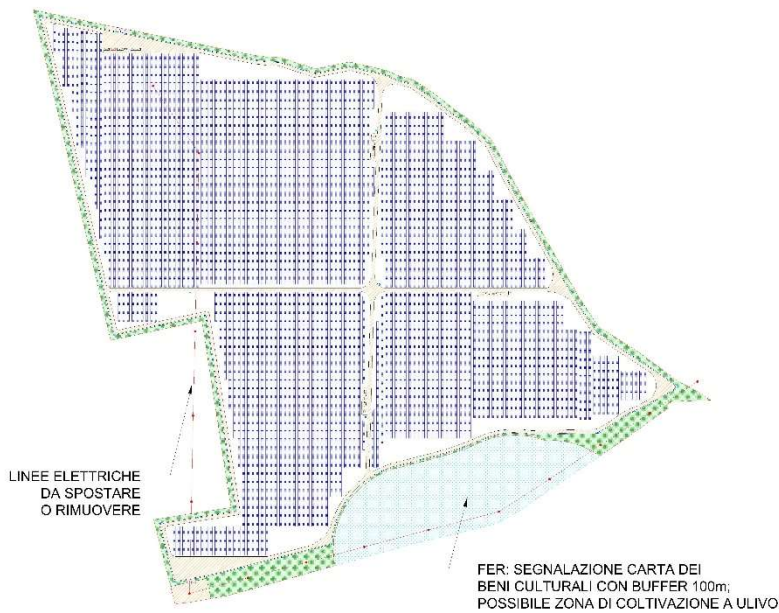 LINEE ELETTRICHE
DA SPOSTARE
O RIMUOVERE
FER: SEGNALAZIONE CARTA DEI
BENI CULTURALI CON BUFFER 100m;
POSSIBILE ZONA DI COLTIVAZIONE A ULIVO